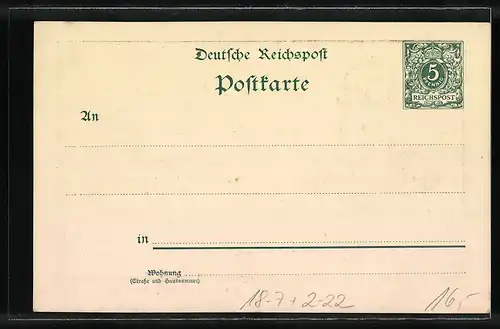 Deutsche Reichspost
Postkarte
5
REICHSPOST
An
in
Wohnung
(Straße und Hausnummer)
18-7+2-22
16,-